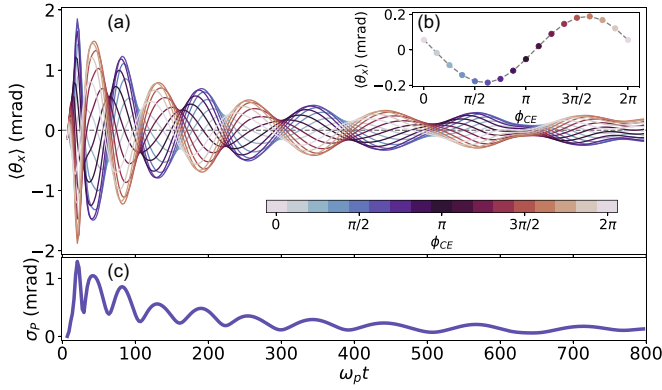 (a)
2
1
0
−1
−2
⟨θx⟩ (mrad)
(b)
0.2
0
−0.2
⟨θx⟩ (mrad)
0 π/2 π 3π/2 2π
ϕCE
0 π/2 π 3π/2 2π
ϕCE
(c)
1
0
σP (mrad)
0 100 200 300 400 500 600 700 800
ωpt